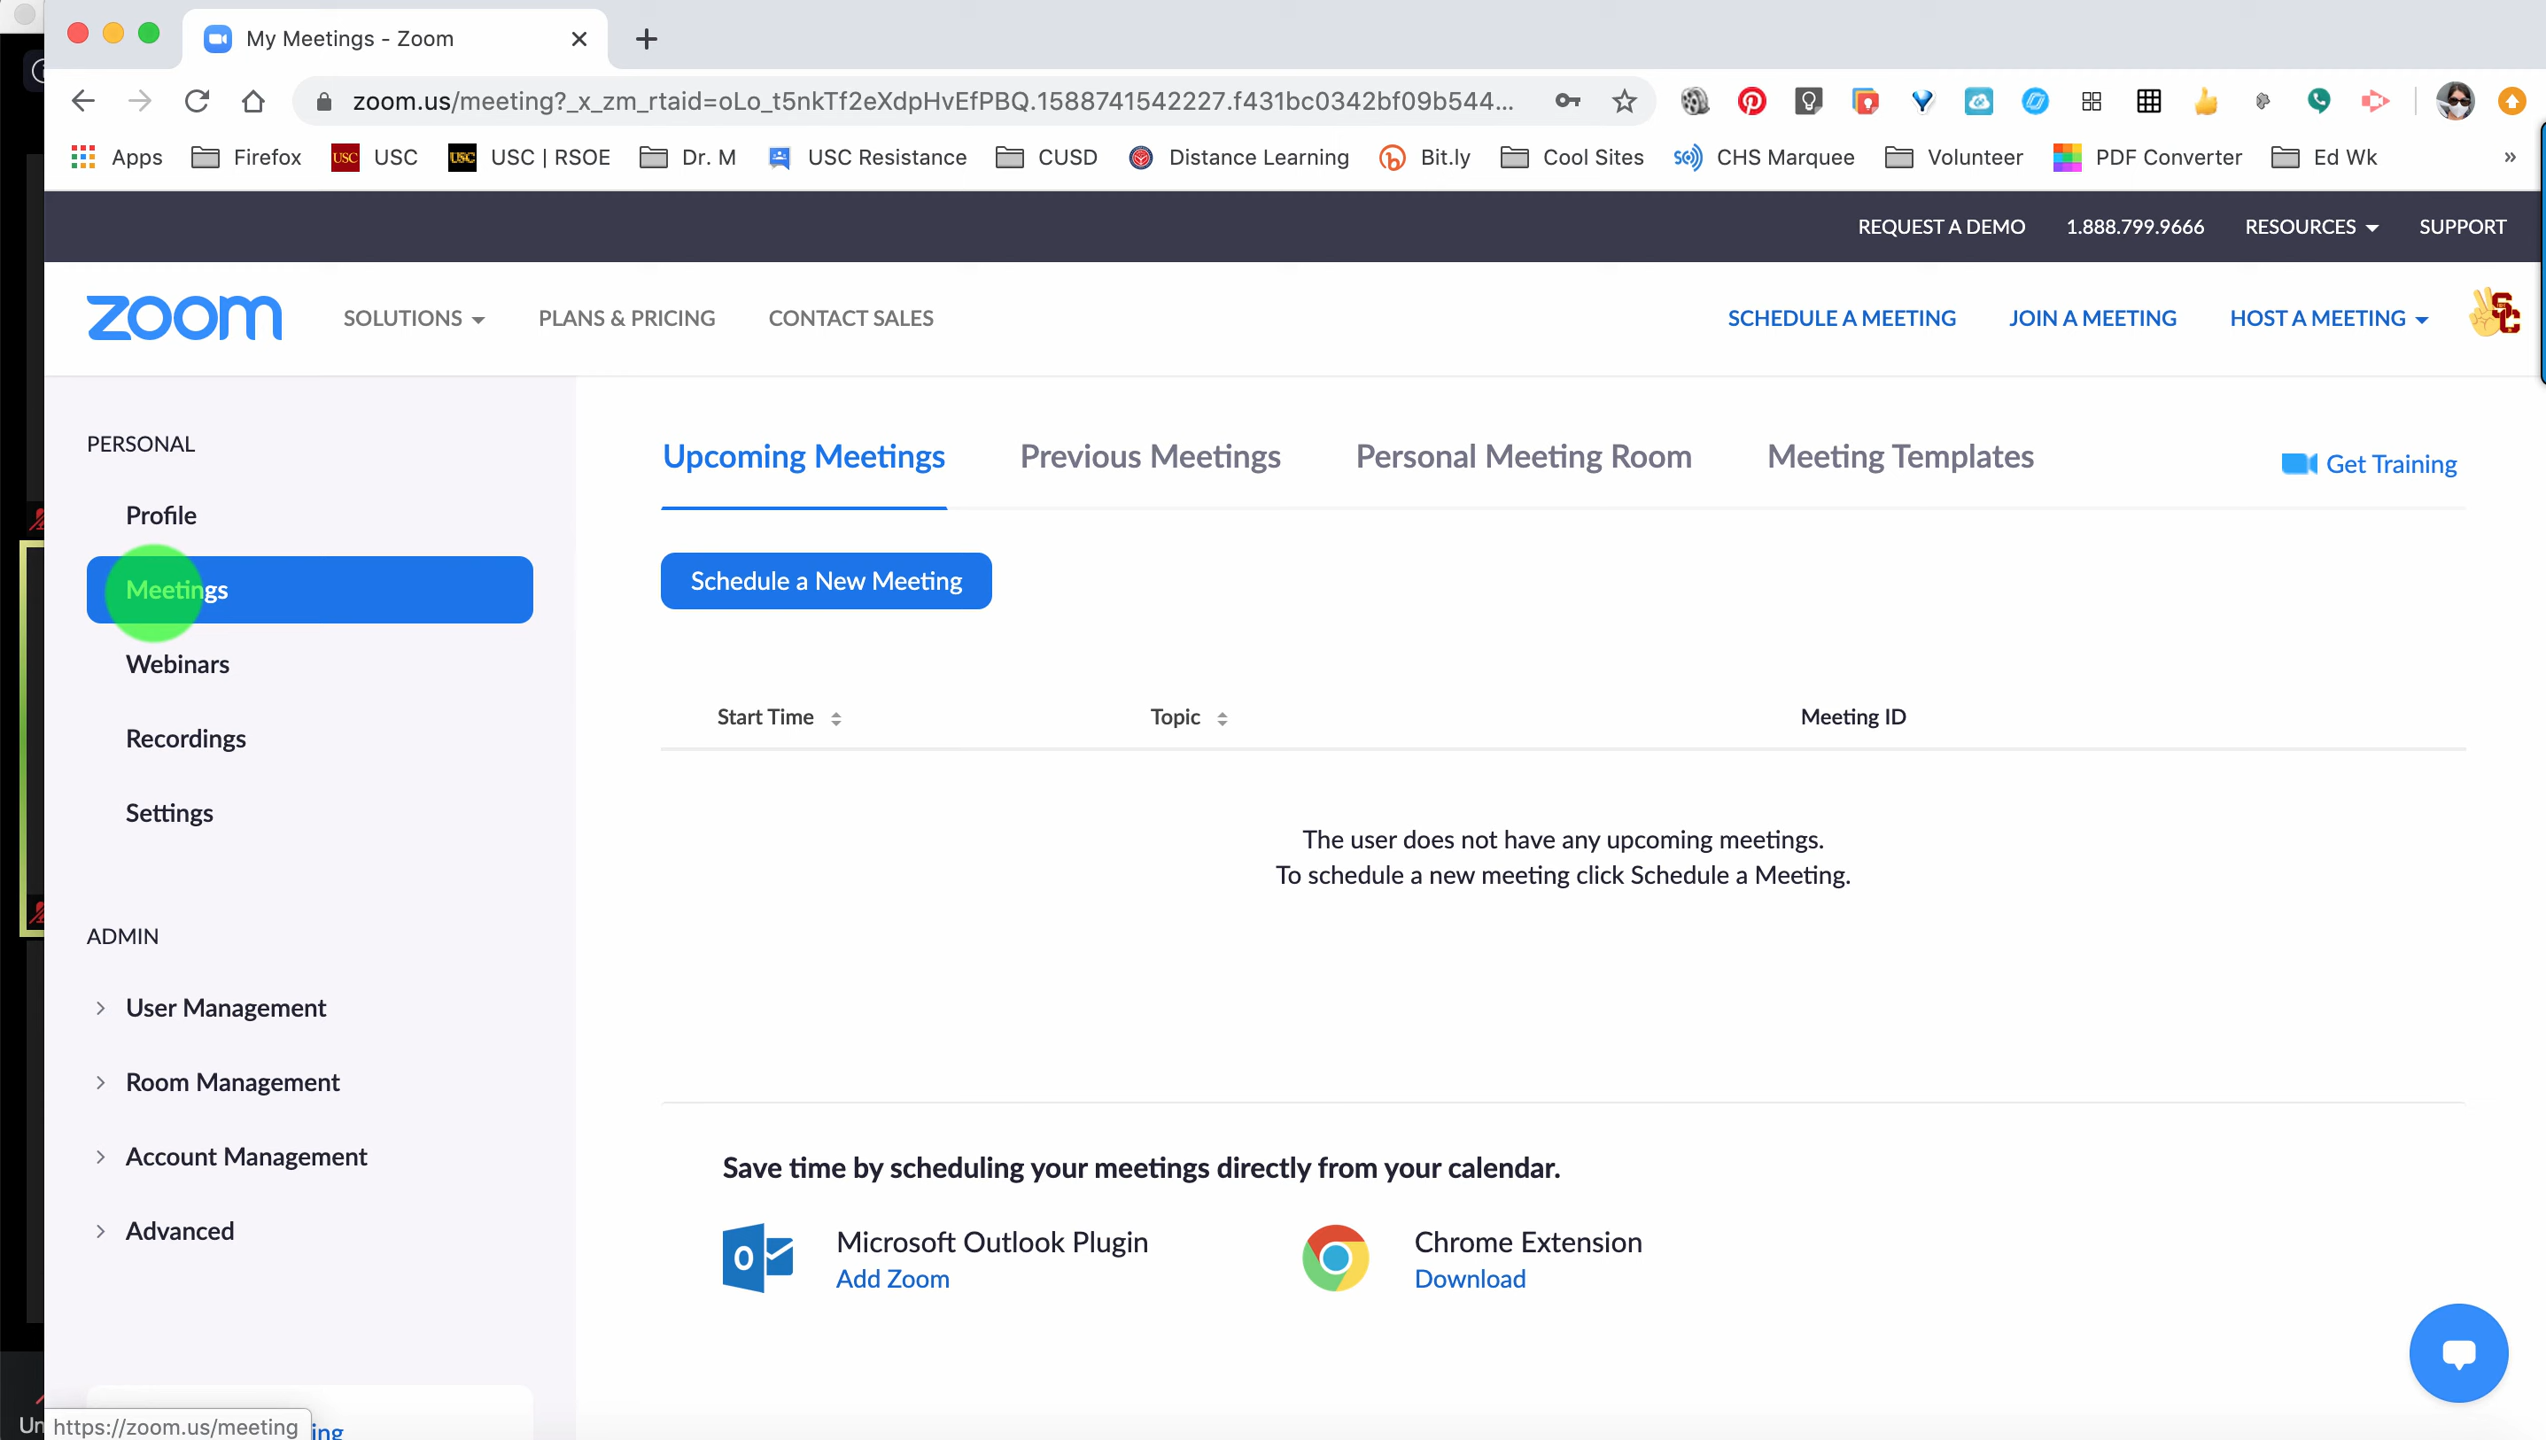 My Meetings - Zoom
zoom.us/meeting?_x_zm_rtaid=oLo_t5nkTf2eXdpHvEfPBQ.1588741542227.f431bc0342bf09b544...
Apps Firefox USC USC USC USC | RSOE Dr. M USC Resistance CUSD Distance Learning Bit.ly Cool Sites CHS Marquee Volunteer PDF Converter Ed Wk »
REQUEST A DEMO 1.888.799.9666 RESOURCES SUPPORT
zoom SOLUTIONS PLANS & PRICING CONTACT SALES SCHEDULE A MEETING JOIN A MEETING HOST A MEETING SC
PERSONAL
Profile
Meetings
Webinars
Recordings
Settings
ADMIN
User Management
Room Management
Account Management
Advanced
Upcoming Meetings Previous Meetings Personal Meeting Room Meeting Templates Get Training
Schedule a New Meeting
Start Time Topic Meeting ID
The user does not have any upcoming meetings.
To schedule a new meeting click Schedule a Meeting.
Save time by scheduling your meetings directly from your calendar.
Microsoft Outlook Plugin
Add Zoom
Chrome Extension
Download
Un https://zoom.us/meeting ing